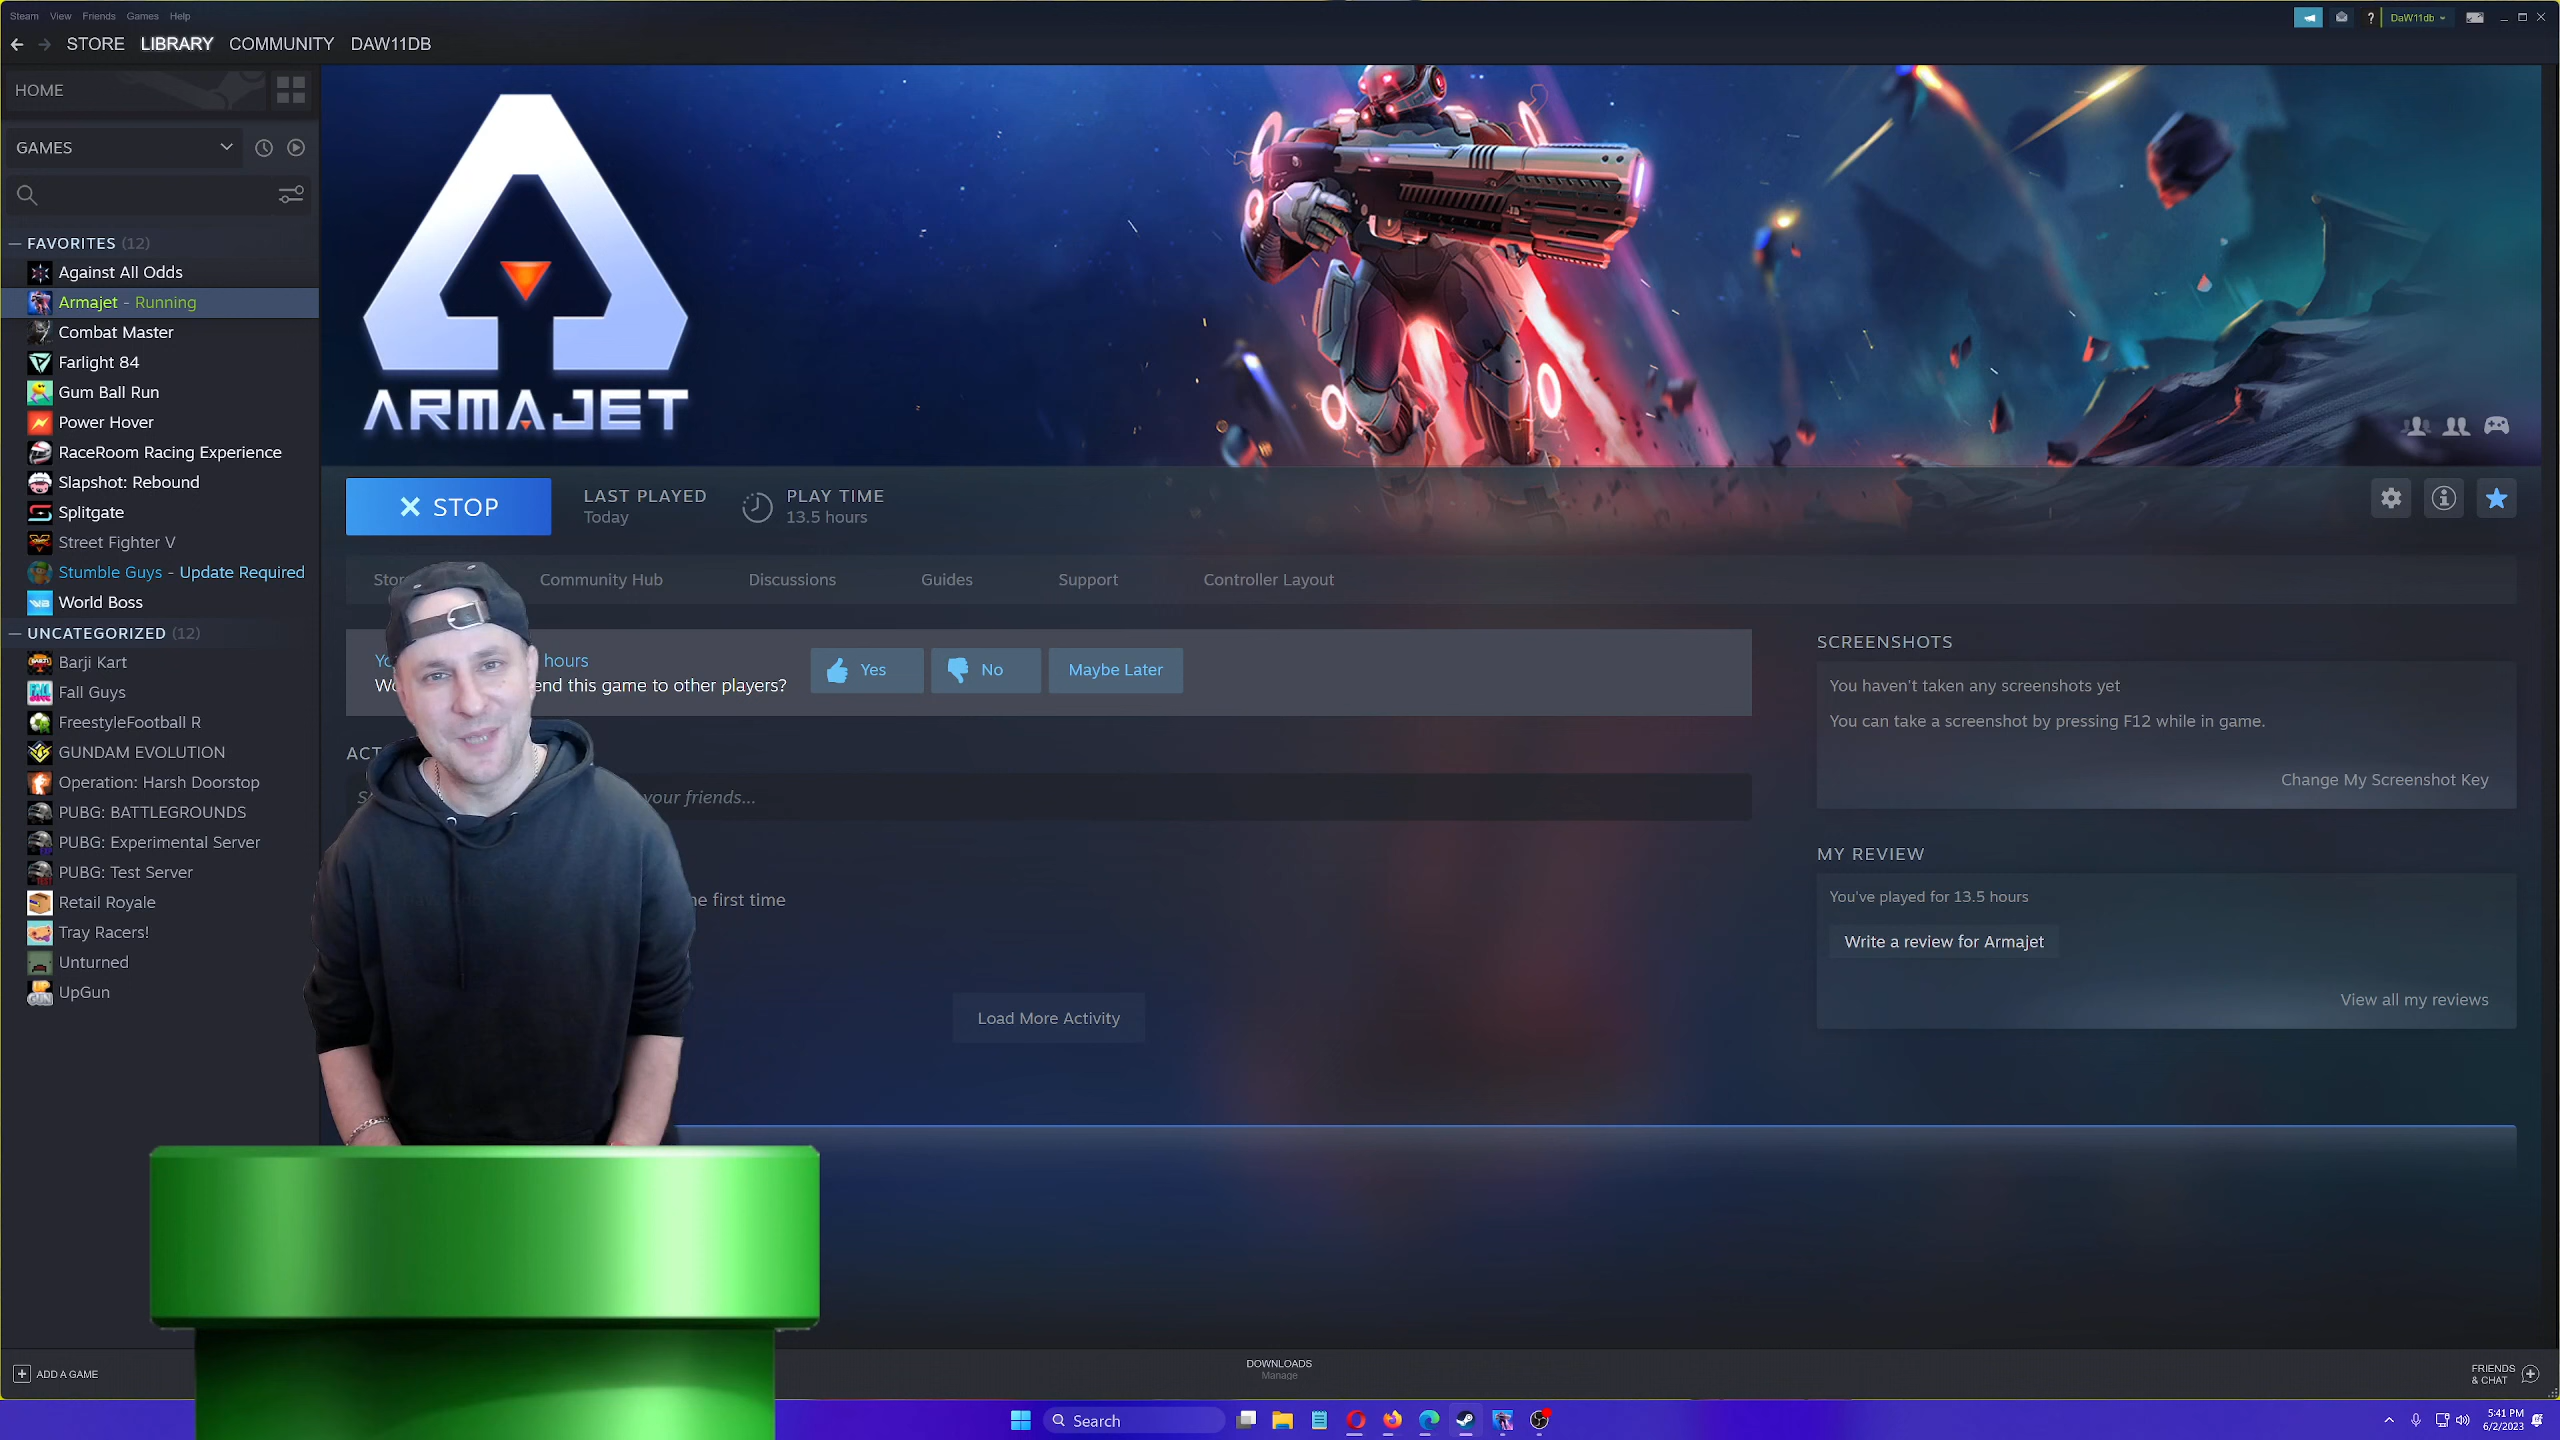 Steam View Friends Games Help
DaW11db
STORE LIBRARY COMMUNITY DAW11DB
HOME
GAMES
FAVORITES (12)
Against All Odds
Armajet - Running
Combat Master
Farlight 84
Gum Ball Run
Power Hover
RaceRoom Racing Experience
Slapshot: Rebound
Splitgate
Street Fighter V
Stumble Guys - Update Required
World Boss
UNCATEGORIZED (12)
Barji Kart
Fall Guys
FreestyleFootball R
GUNDAM EVOLUTION
Operation: Harsh Doorstop
PUBG: BATTLEGROUNDS
PUBG: Experimental Server
PUBG: Test Server
Retail Royale
Tray Racers!
Unturned
UpGun
ADD A GAME
ARMAJET
STOP
LAST PLAYED
Today
PLAY TIME
13.5 hours
Community Hub Discussions Guides Support Controller Layout
hours
this game to other players?
Yes
No
Maybe Later
your friends...
first time
Load More Activity
SCREENSHOTS
You haven't taken any screenshots yet
You can take a screenshot by pressing F12 while in game.
Change My Screenshot Key
MY REVIEW
You've played for 13.5 hours
Write a review for Armajet
View all my reviews
DOWNLOADS
Manage
FRIENDS
& CHAT
Search
5:41 PM
6/2/2023